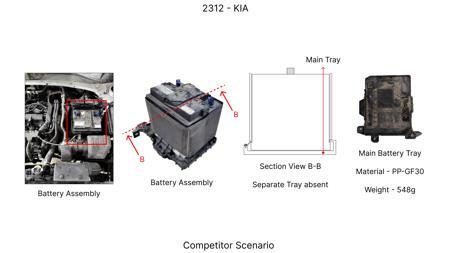 2312 - KIA
Main Tray
B
B
Battery Assembly
Battery Assembly
Section View B-B
Separate Tray absent
Main Battery Tray
Material - PP-GF30
Weight - 548g
Competitor Scenario